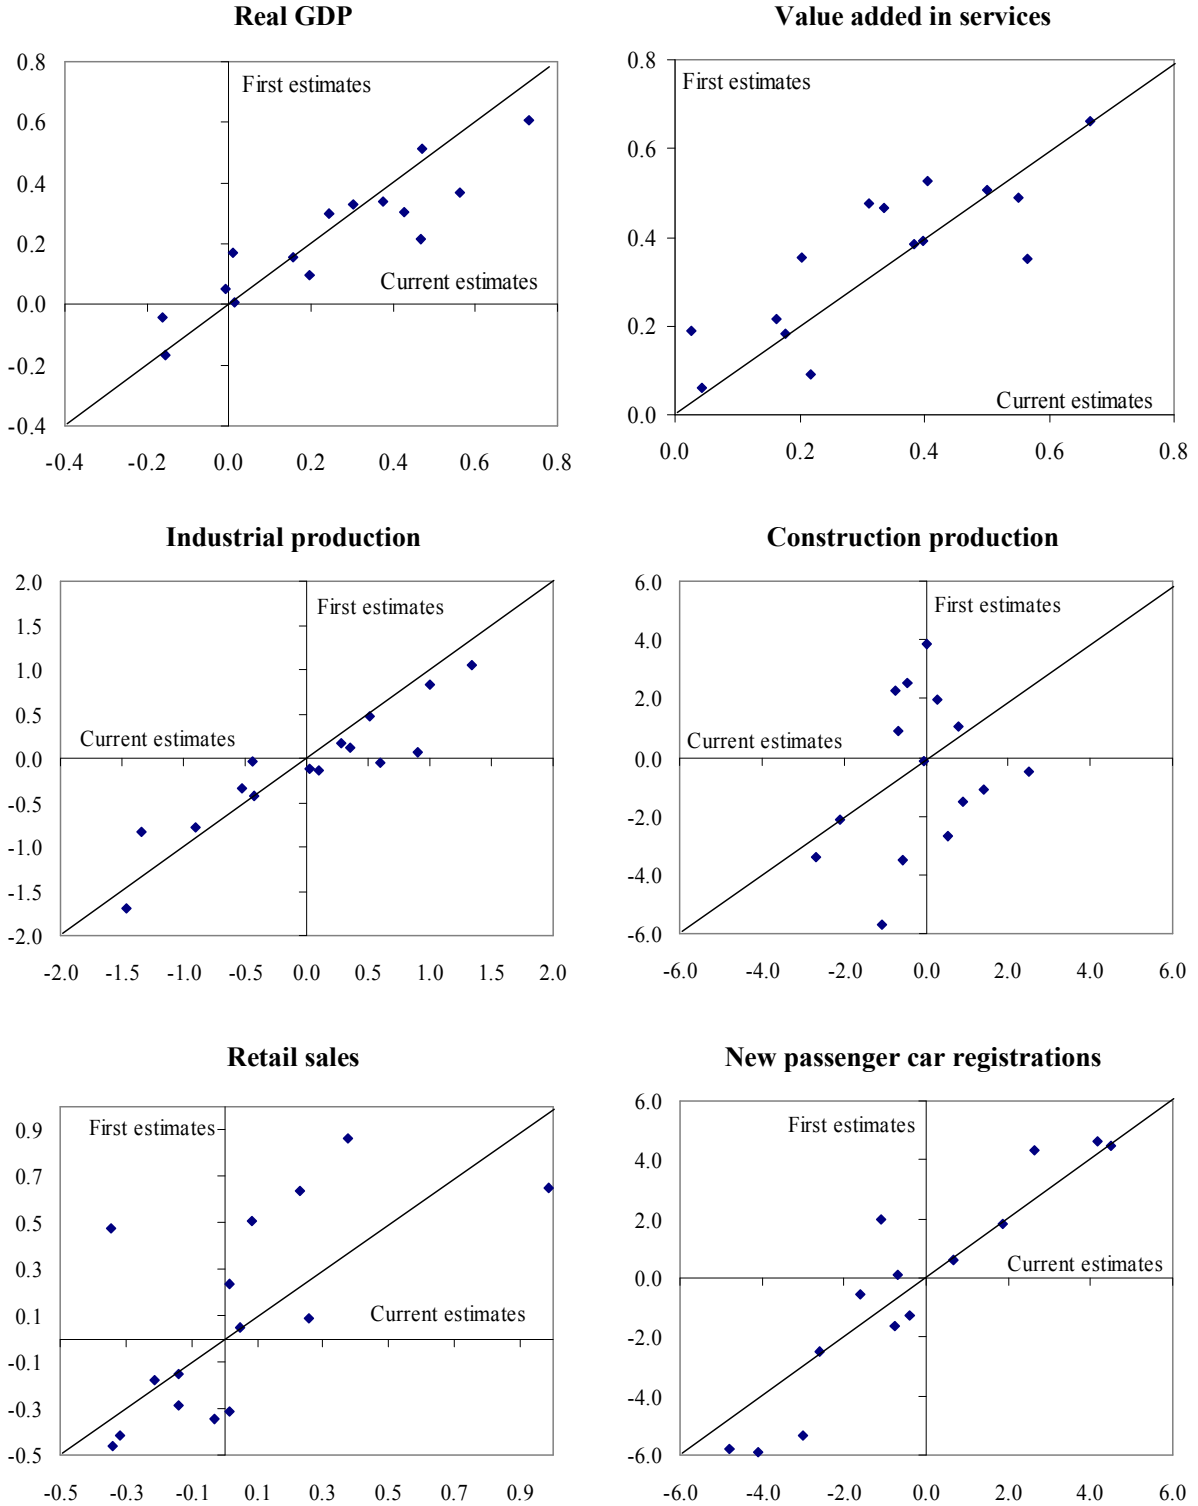 Real GDP
Value added in services
0.8
First estimates
0.6
0.4
0.2
Current estimates
0.0
-0.2
-0.4
-0.4 -0.2 0.0 0.2 0.4 0.6 0.8
0.8
First estimates
0.6
0.4
0.2
Current estimates
0.0
0.0 0.2 0.4 0.6 0.8
Industrial production
Construction production
2.0
First estimates
1.5
1.0
0.5
Current estimates
0.0
-0.5
-1.0
-1.5
-2.0
-2.0 -1.5 -1.0 -0.5 0.0 0.5 1.0 1.5 2.0
6.0
First estimates
4.0
2.0
Current estimates
0.0
-2.0
-4.0
-6.0
-6.0 -4.0 -2.0 0.0 2.0 4.0 6.0
Retail sales
New passenger car registrations
First estimates
0.9
0.7
0.5
0.3
Current estimates
0.1
-0.1
-0.3
-0.5
-0.5 -0.3 -0.1 0.1 0.3 0.5 0.7 0.9
6.0
First estimates
4.0
2.0
Current estimates
0.0
-2.0
-4.0
-6.0
-6.0 -4.0 -2.0 0.0 2.0 4.0 6.0